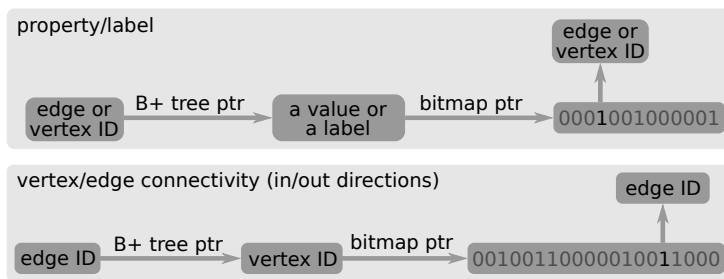 property/label
edge or
vertex ID
edge or
vertex ID
B+ tree ptr
a value or
a label
bitmap ptr
0001001000001
vertex/edge connectivity (in/out directions)
edge ID
edge ID
B+ tree ptr
vertex ID
bitmap ptr
00100110000010011000